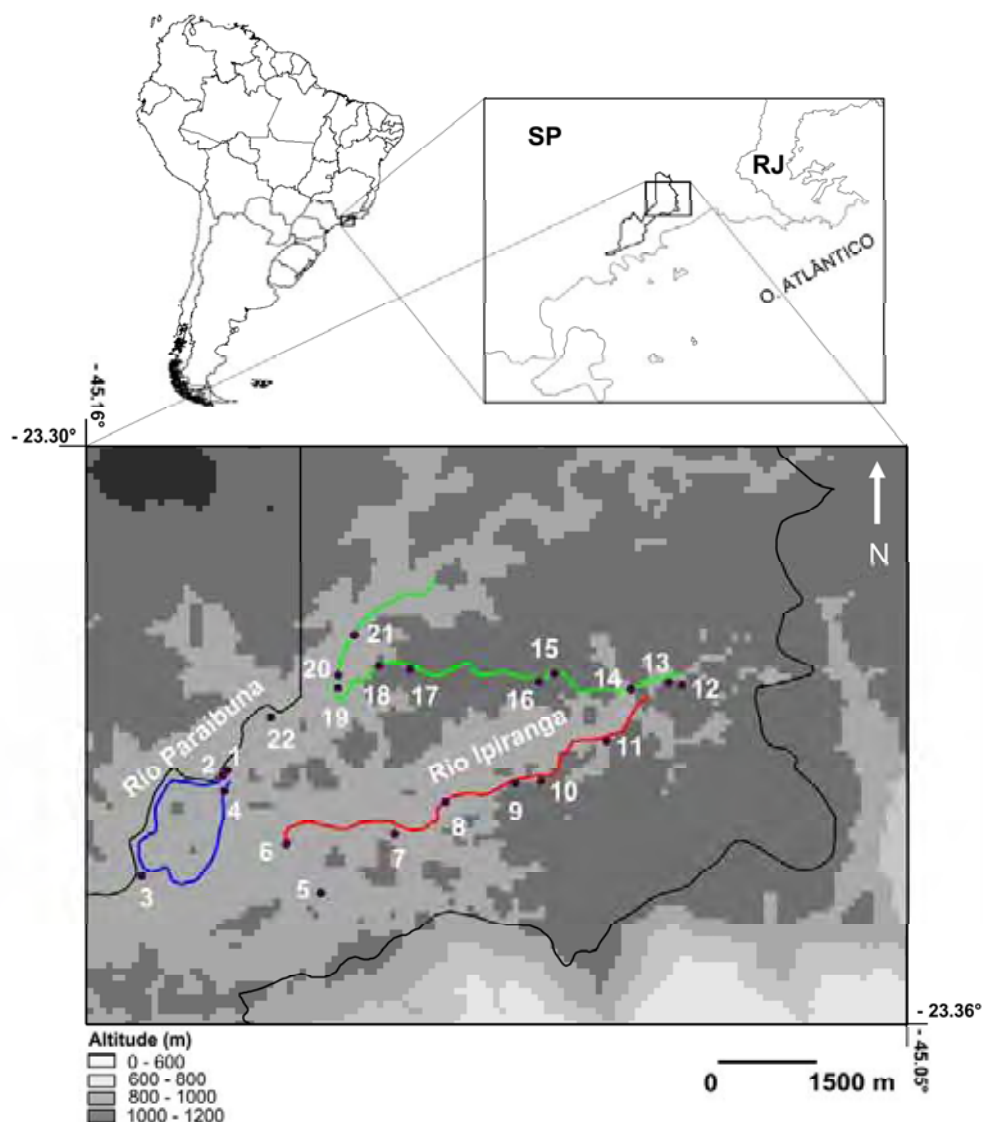 SP
RJ
O. ATLÂNTICO
- 45.16°
- 23.30°
N
21
20
19
18
17
16
15
14
13
12
22
Rio Paraibuna
Rio Ipiranga
2
1
4
3
11
10
9
8
7
6
5
- 23.36°
- 45.05°
Altitude (m)
0 - 600
600 - 800
800 - 1000
1000 - 1200
0 1500 m